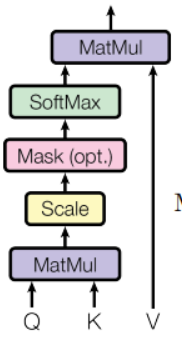 MatMul
SoftMax
Mask (opt.)
Scale
MatMul
Q K V